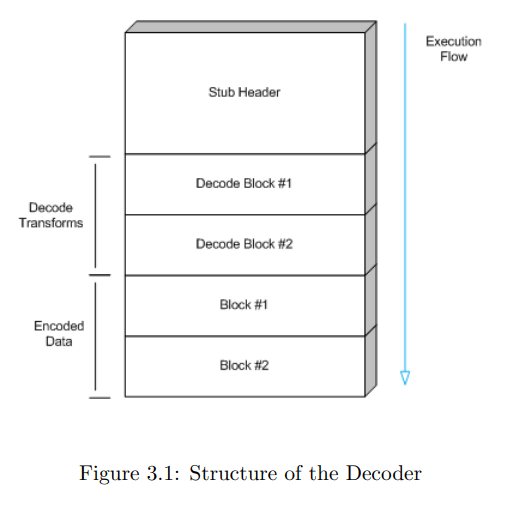 Execution
Flow
Stub Header
Decode Block #1
Decode
Transforms
Decode Block #2
Block #1
Encoded
Data
Block #2
Figure 3.1: Structure of the Decoder